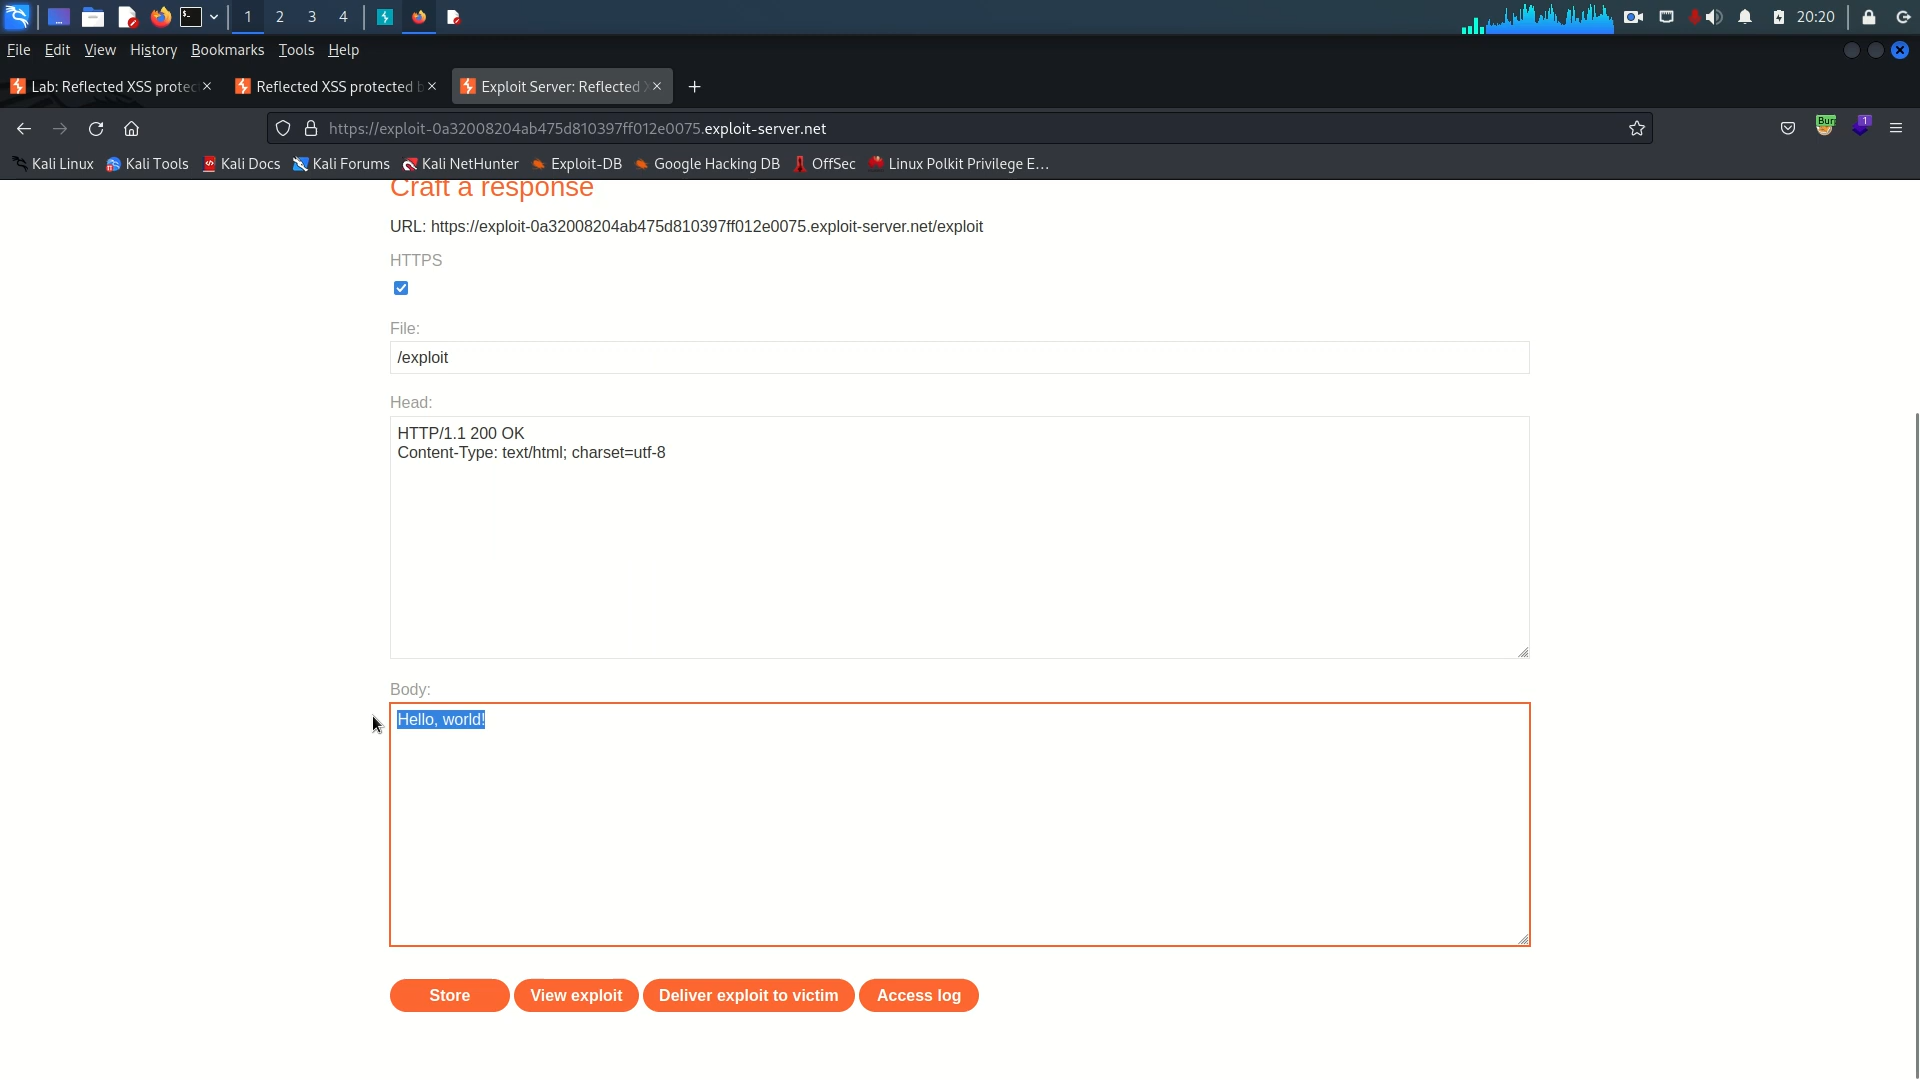 1 2 3 4 20:20
File Edit View History Bookmarks Tools Help
Lab: Reflected XSS protec Reflected XSS protected b Exploit Server: Reflected X
https://exploit-0a32008204ab475d810397ff012e0075.exploit-server.net Burp 1
Kali Linux Kali Tools Kali Docs Kali Forums Kali NetHunter Exploit-DB Google Hacking DB OffSec Linux Polkit Privilege E…
Craft a response
URL: https://exploit-0a32008204ab475d810397ff012e0075.exploit-server.net/exploit
HTTPS
File:
/exploit
Head:
HTTP/1.1 200 OK
Content-Type: text/html; charset=utf-8
Body:
Hello, world!
Store View exploit Deliver exploit to victim Access log